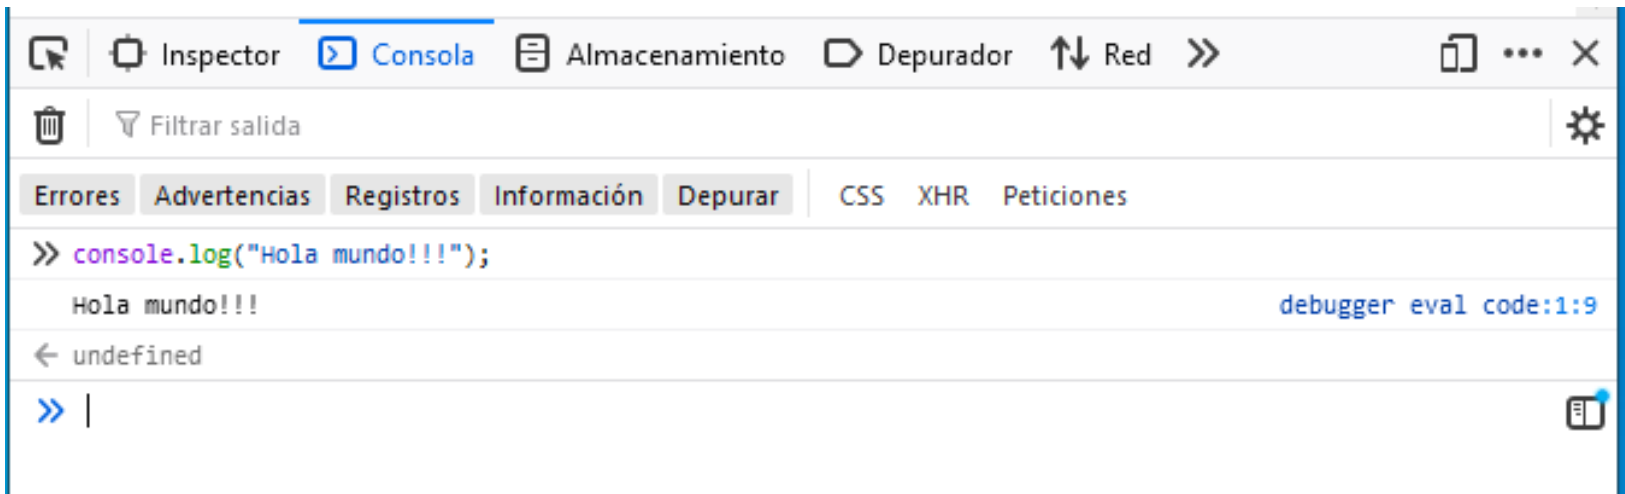 Inspector Consola Almacenamiento Depurador Red
Filtrar salida
Errores Advertencias Registros Información Depurar CSS XHR Peticiones
console.log("Hola mundo!!!");
Hola mundo!!! debugger eval code:1:9
undefined